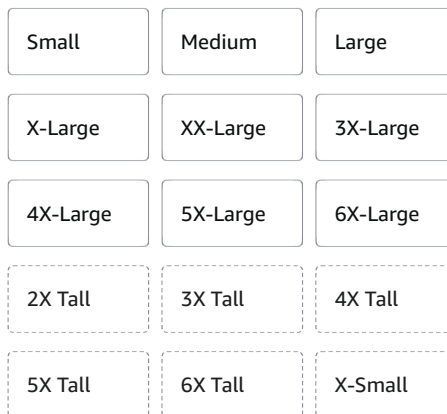 Small Medium Large
X-Large XX-Large 3X-Large
4X-Large 5X-Large 6X-Large
2X Tall 3X Tall 4X Tall
5X Tall 6X Tall X-Small